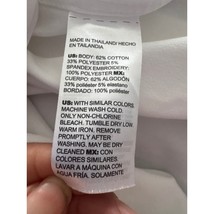 MADE IN THAILAND/ HECHO
EN TAILANDIA
US: BODY: 62% COTTON
33% POLYESTER 5%
SPANDEX EMBROIDERY:
100% POLYESTER MX:
CUERPO: 62% ALGODÓN
33% poliéster 5% elastano
BORDADO: 100% poliéster
US: WITH SIMILAR COLORS
MACHINE WASH COLD.
ONLY NON-CHLORINE
BLEACH. TUMBLE DRY LOW
WARM IRON. REMOVE
PROMPTLY AFTER
WASHING. MAY BE DRY
CLEANED MX: CON
COLORES SIMILARES
LAVAR A MÁQUINA CON
AGUA FRÍA. SOLAMENTE